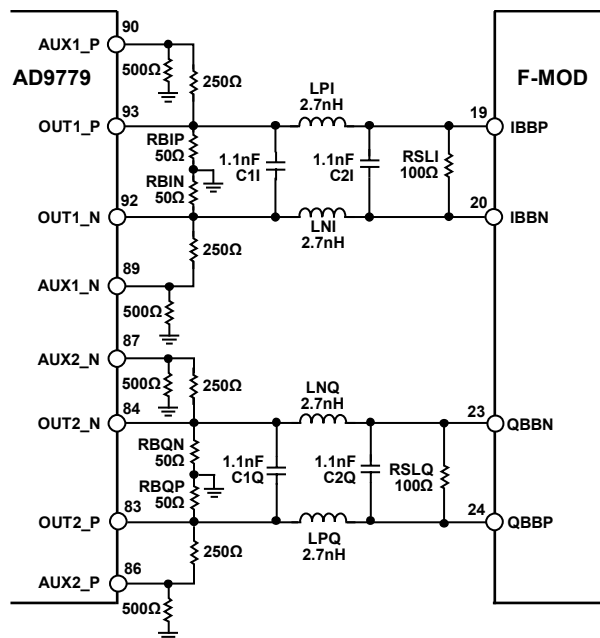 90
AUX1_P
500Ω
250Ω
AD9779
F-MOD
LPI
2.7nH
93
19
OUT1_P
IBBP
RBIP
50Ω
1.1nF
C1I
1.1nF
C2I
RSLI
100Ω
RBIN
50Ω
92
20
OUT1_N
IBBN
LNI
2.7nH
250Ω
89
AUX1_N
500Ω
87
AUX2_N
500Ω
250Ω
LNQ
2.7nH
84
23
OUT2_N
QBBN
RBQN
50Ω
1.1nF
C1Q
1.1nF
C2Q
RSLQ
100Ω
RBQP
50Ω
83
24
OUT2_P
QBBP
LPQ
2.7nH
250Ω
86
AUX2_P
500Ω